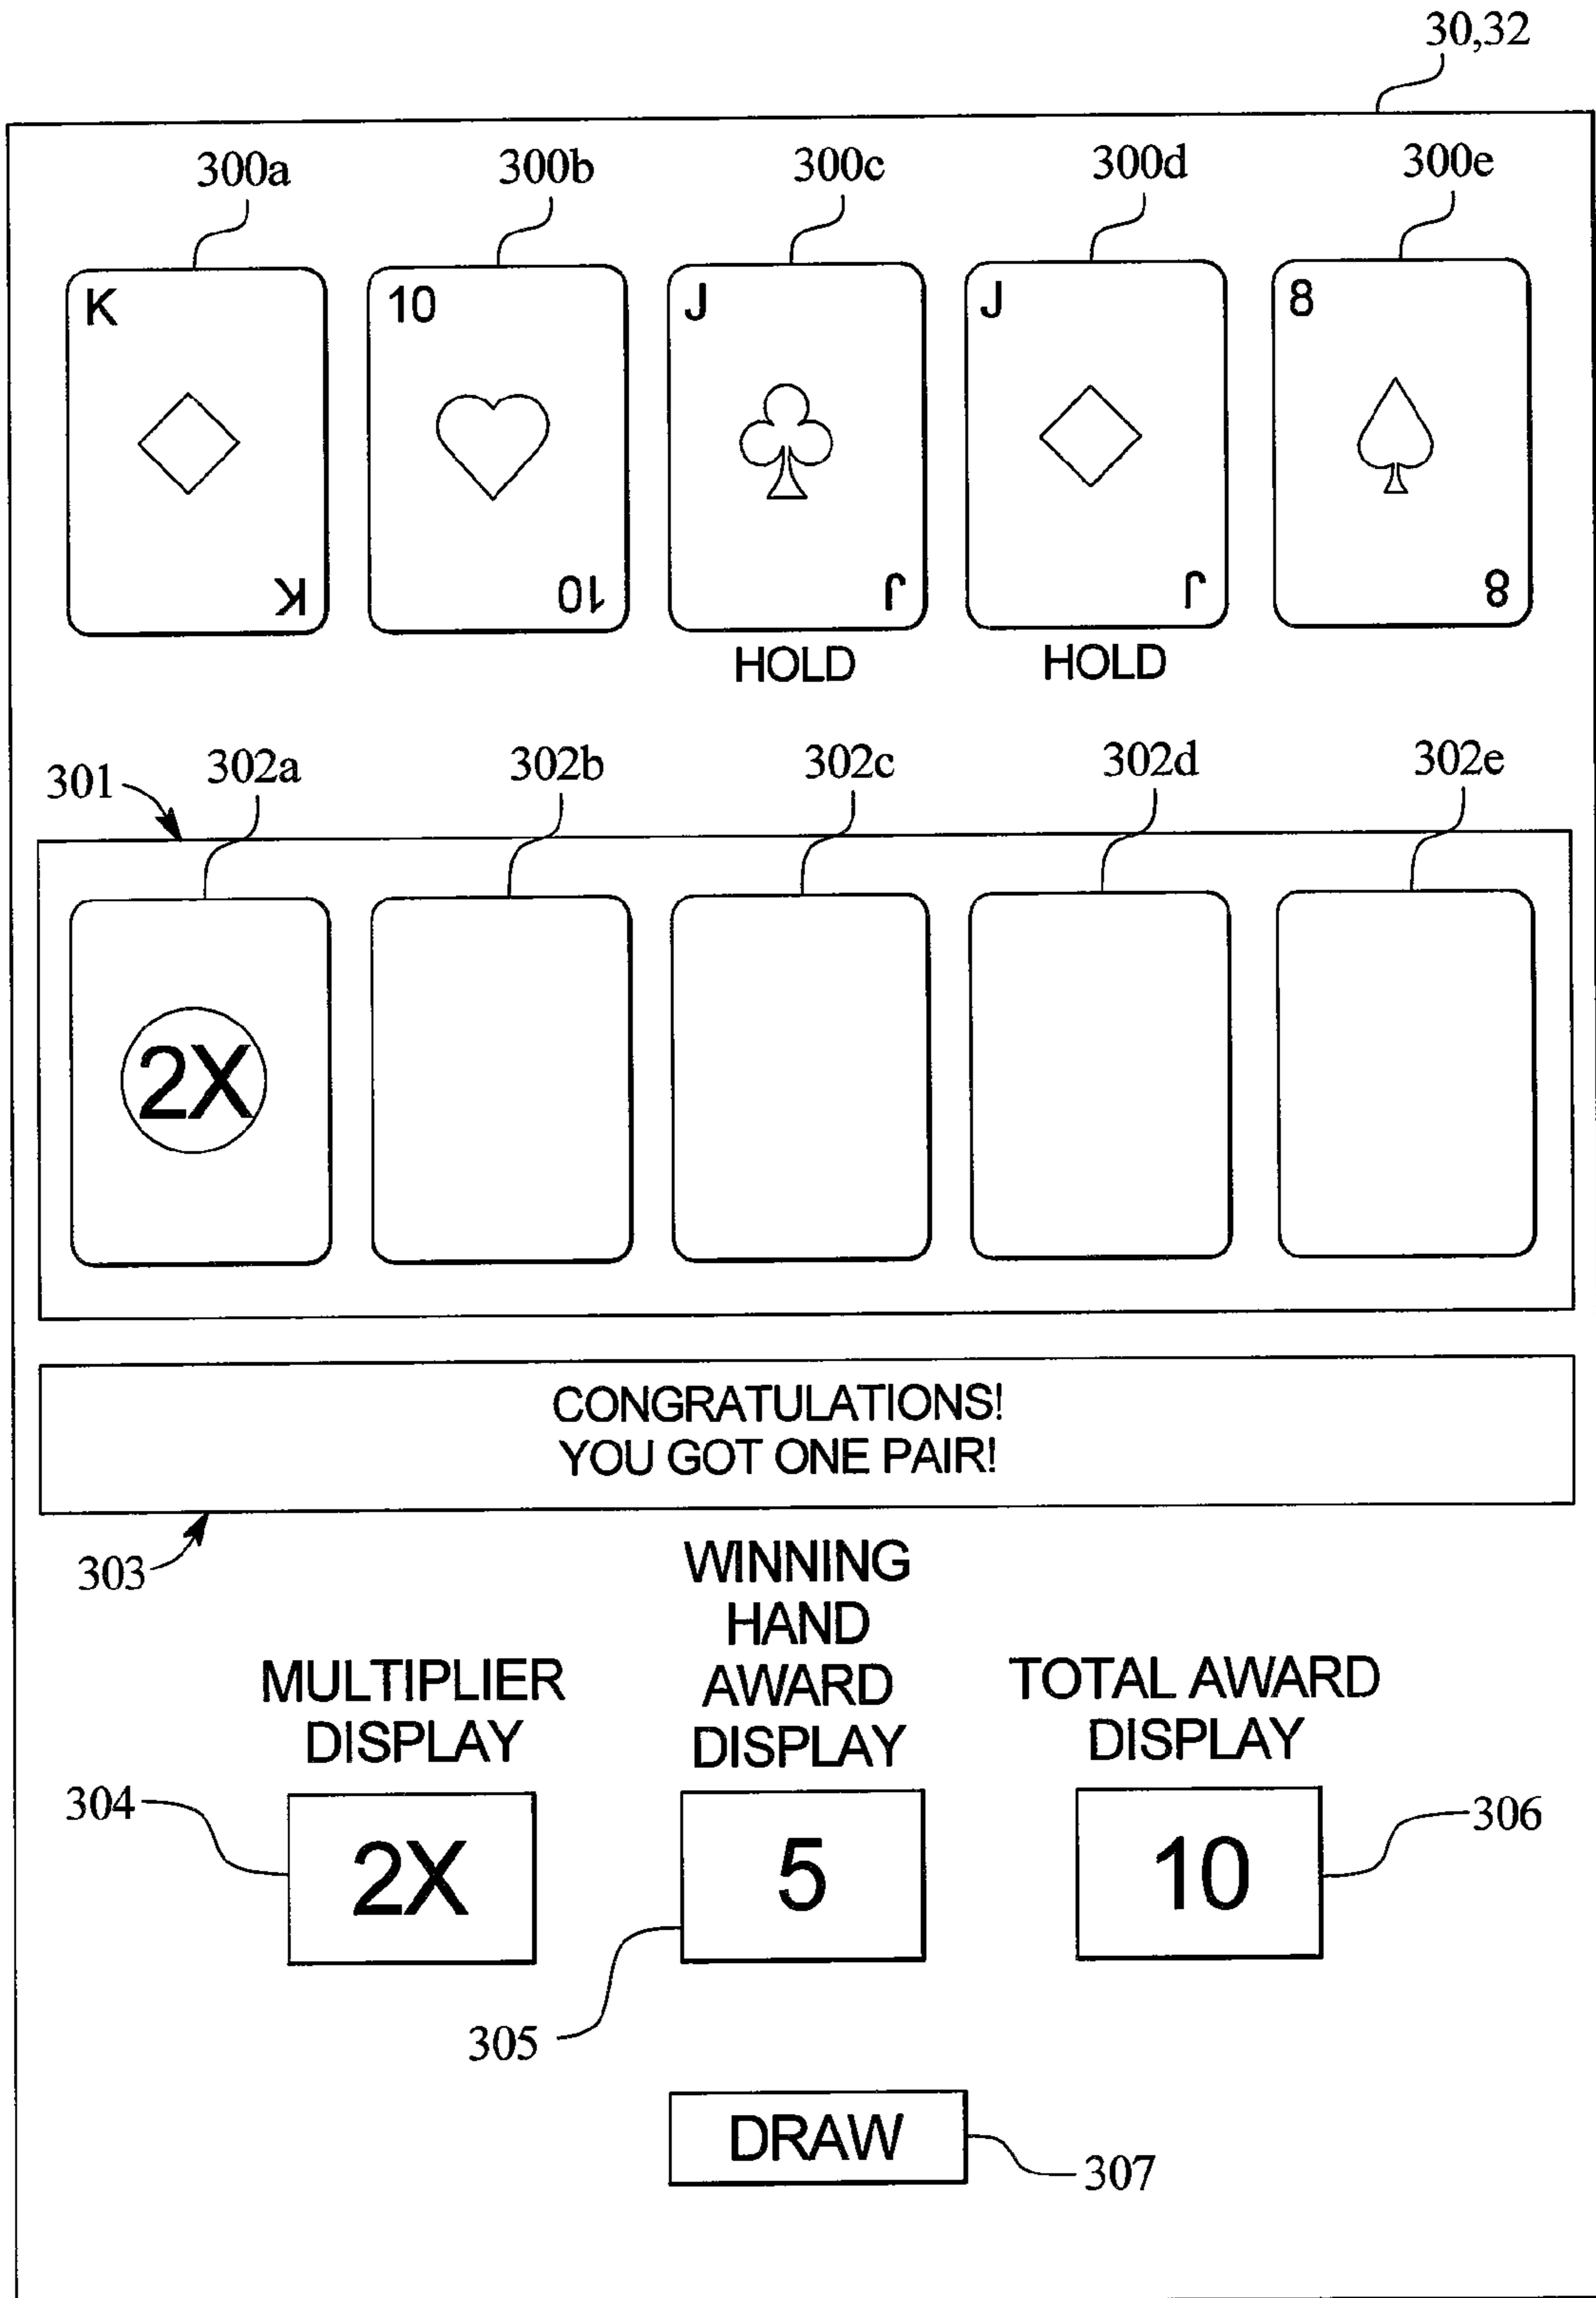 30,32
300a 300b 300c 300d 300e
K 10 J J 8
K 10 J J 8
HOLD HOLD
301 302a 302b 302c 302d 302e
2X
CONGRATULATIONS!
YOU GOT ONE PAIR!
303
MULTIPLIER
DISPLAY
WINNING
HAND
AWARD
DISPLAY
TOTAL AWARD
DISPLAY
304 2X 5 10 306
305
DRAW
307